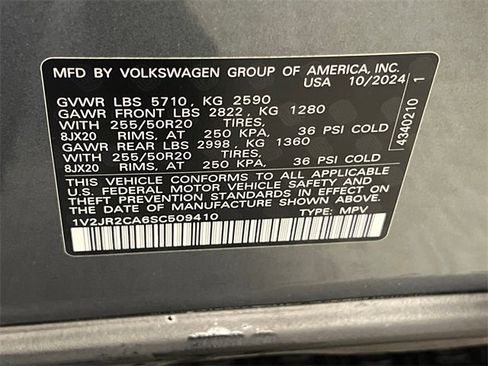 MFD BY VOLKSWAGEN GROUP OF AMERICA, INC.
USA 10/2024
GVWR LBS 5710, KG 2590
GAWR FRONT LBS 2822, KG 1280
WITH 255/50R20 TIRES,
8JX20 RIMS, AT 250 KPA, 36 PSI COLD
GAWR REAR LBS 2998, KG 1360
WITH 255/50R20 TIRES,
8JX20 RIMS, AT 250 KPA, 36 PSI COLD
THIS VEHICLE CONFORMS TO ALL APPLICABLE
U.S. FEDERAL MOTOR VEHICLE SAFETY AND
THEFT PREVENTION STANDARDS IN EFFECT ON
THE DATE OF MANUFACTURE SHOWN ABOVE.
1V2JR2CA6SC509410 TYPE: MPV
4340210 1